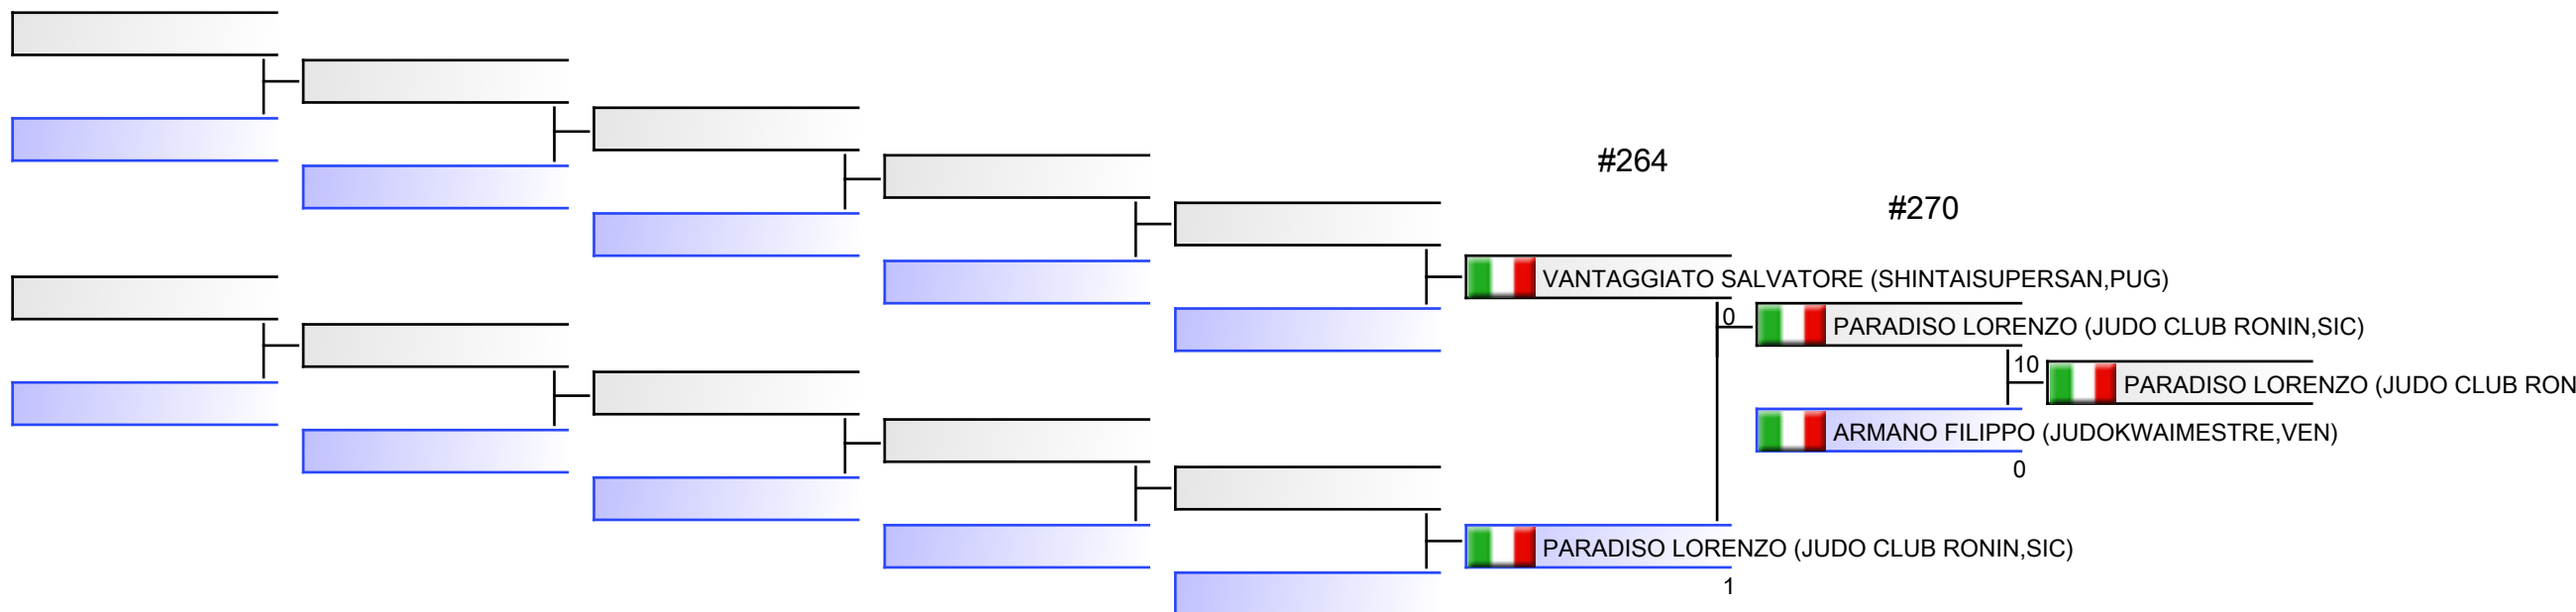 #264
#270
VANTAGGIATO SALVATORE (SHINTAISUPERSAN,PUG)
0
PARADISO LORENZO (JUDO CLUB RONIN,SIC)
10
PARADISO LORENZO (JUDO CLUB RON
ARMANO FILIPPO (JUDOKWAIMESTRE,VEN)
0
PARADISO LORENZO (JUDO CLUB RONIN,SIC)
1